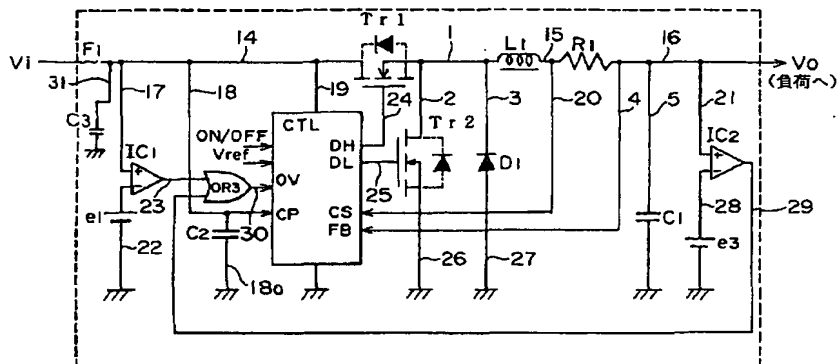 Tr1
Vi
F1
14
1
L1
15
R1
16
Vo
(負荷へ)
31
17
18
19
24
2
3
20
4
5
21
C3
CTL
Tr2
IC1
ON/OFF
Vref
DH
DL
IC2
D1
OR3
OV
25
e1
23
CP
CS
FB
C1
28
29
22
C2
30
e3
18a
26
27